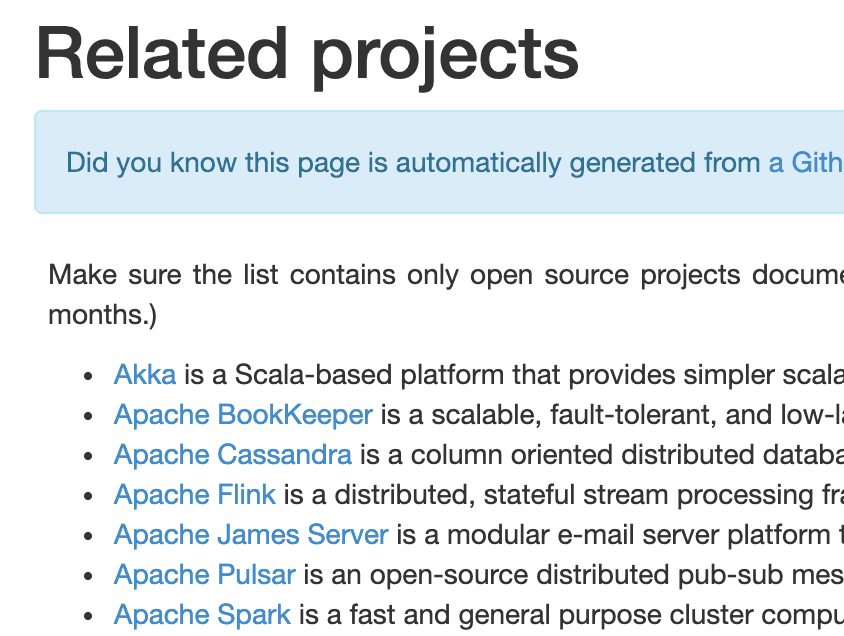 Related projects
Did you know this page is automatically generated from a Gith
Make sure the list contains only open source projects docume
months.)
Akka is a Scala-based platform that provides simpler scala
Apache BookKeeper is a scalable, fault-tolerant, and low-la
Apache Cassandra is a column oriented distributed databa
Apache Flink is a distributed, stateful stream processing fra
Apache James Server is a modular e-mail server platform t
Apache Pulsar is an open-source distributed pub-sub mes
Apache Spark is a fast and general purpose cluster compu